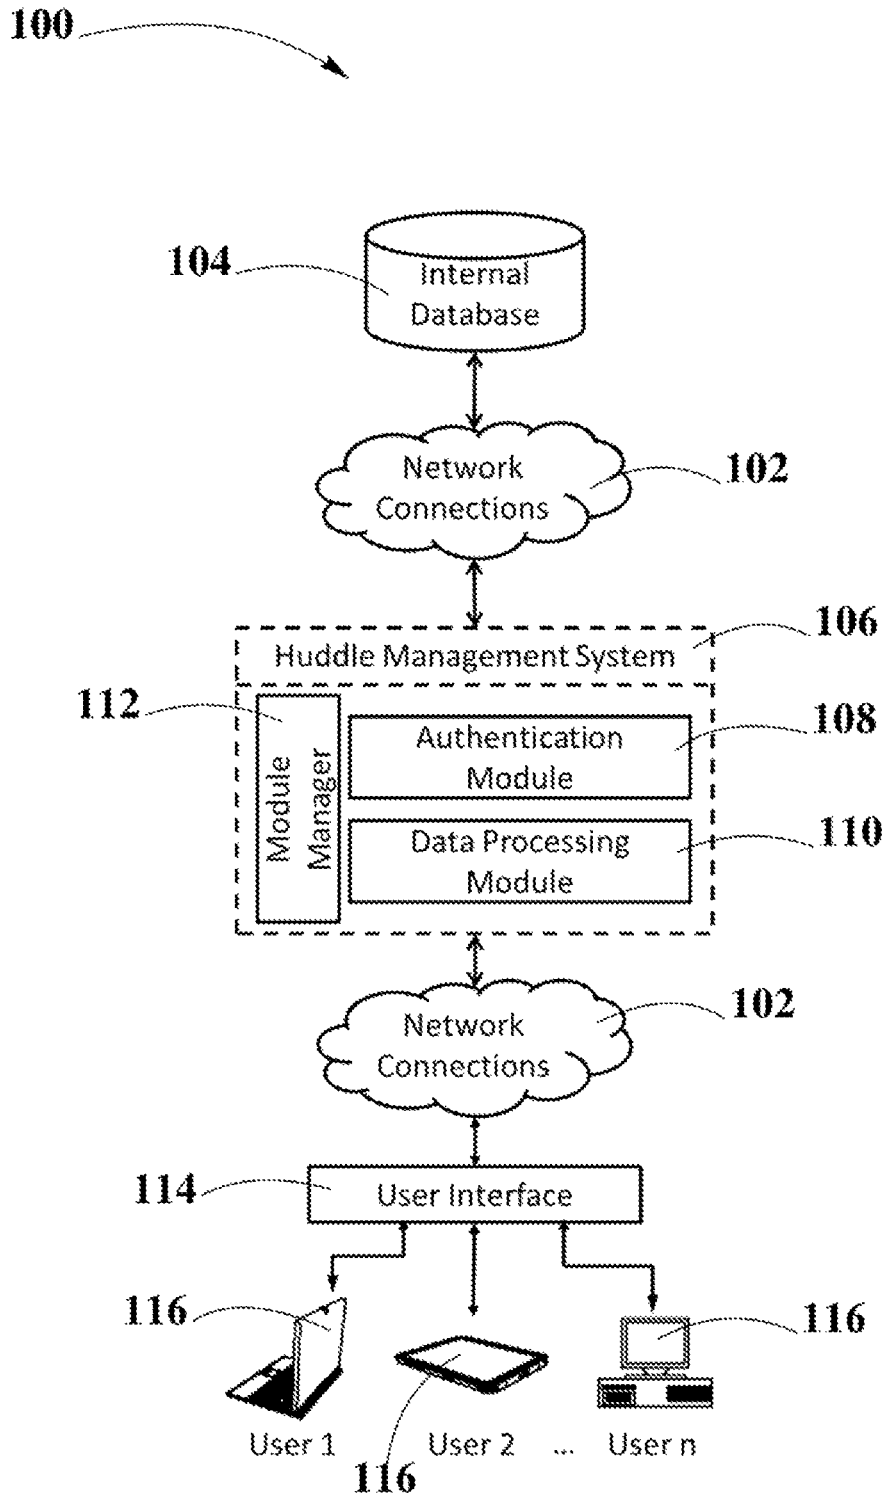 100
104
Internal
Database
Network
Connections
102
106
Huddle Management System
112
Module
Manager
Authentication
Module
108
Data Processing
Module
110
Network
Connections
102
114
User Interface
116
116
User 1
User 2
...
User n
116